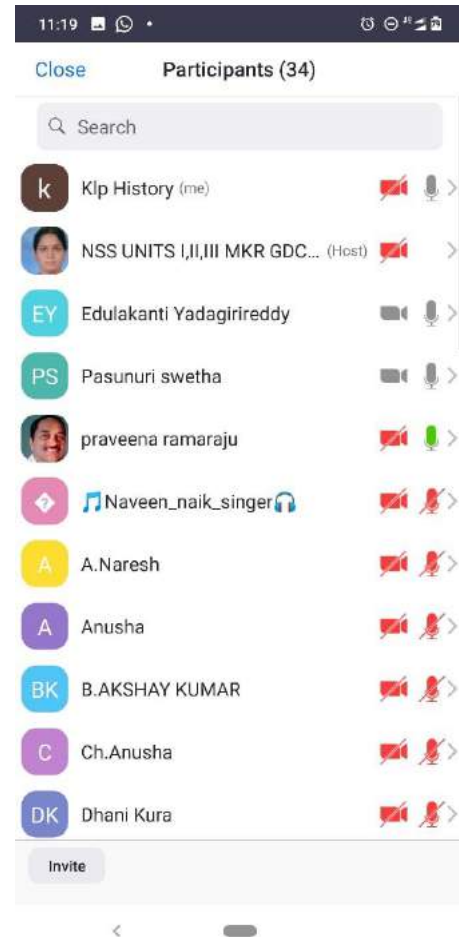 11:19
Close Participants (34)
Search
k Klp History (me)
NSS UNITS I,II,III MKR GDC... (Host)
EY Edulakanti Yadagirireddy
PS Pasunuri swetha
praveena ramaraju
🎵Naveen_naik_singer🎧
A A.Naresh
A Anusha
BK B.AKSHAY KUMAR
C Ch.Anusha
DK Dhani Kura
Invite